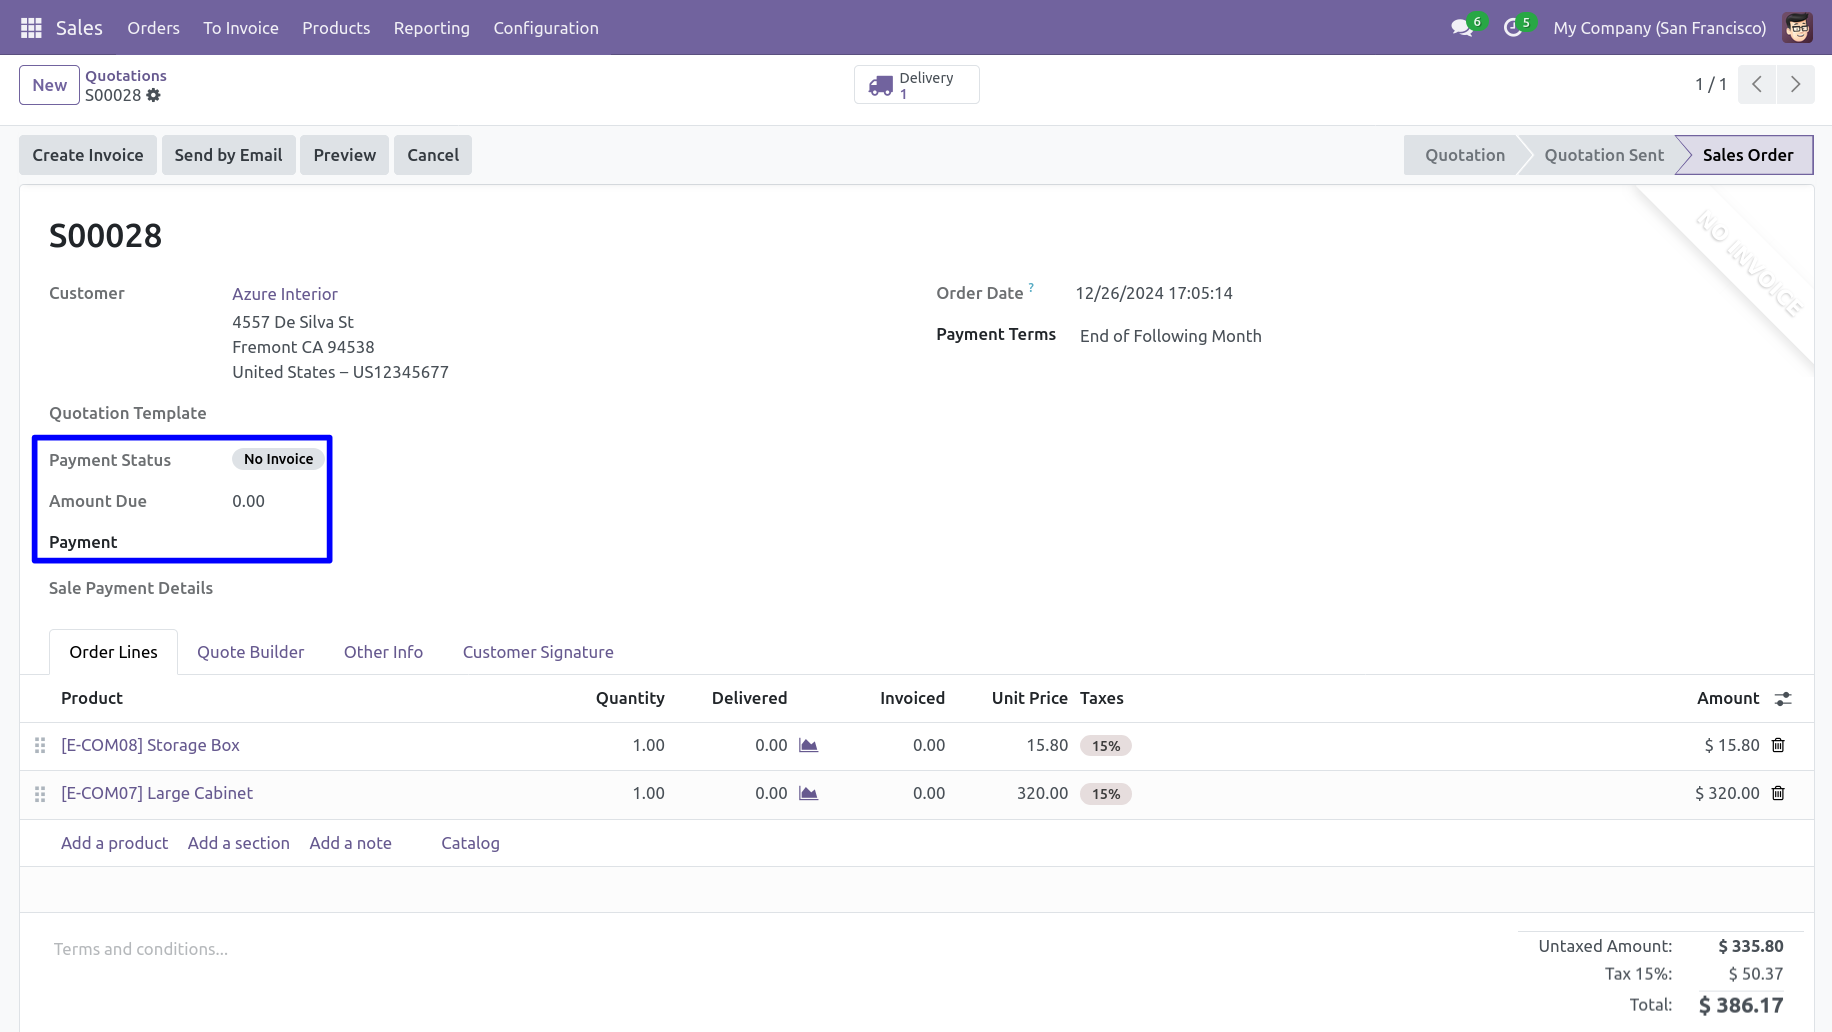 Sales Orders To Invoice Products Reporting Configuration 6 5 My Company (San Francisco)
New Quotations
S00028
Delivery
1
1 / 1
Create Invoice Send by Email Preview Cancel Quotation Quotation Sent Sales Order
NO INVOICE
S00028
Customer Azure Interior
4557 De Silva St
Fremont CA 94538
United States – US12345677
Order Date ? 12/26/2024 17:05:14
Payment Terms End of Following Month
Quotation Template
Payment Status No Invoice
Amount Due 0.00
Payment
Sale Payment Details
Order Lines Quote Builder Other Info Customer Signature
Product Quantity Delivered Invoiced Unit Price Taxes Amount
[E-COM08] Storage Box 1.00 0.00 0.00 15.80 15% $ 15.80
[E-COM07] Large Cabinet 1.00 0.00 0.00 320.00 15% $ 320.00
Add a product Add a section Add a note Catalog
Terms and conditions...
Untaxed Amount: $ 335.80
Tax 15%: $ 50.37
Total: $ 386.17